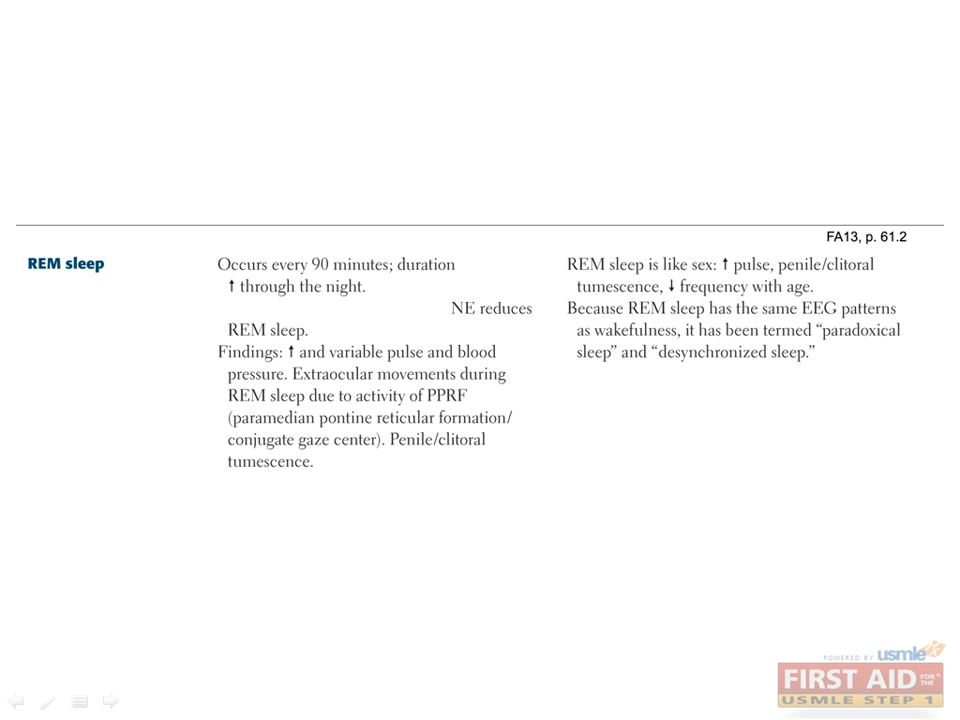 FA13, p. 61.2
REM sleep
Occurs every 90 minutes; duration
↑ through the night.
NE reduces
REM sleep.
Findings: ↑ and variable pulse and blood
pressure. Extraocular movements during
REM sleep due to activity of PPRF
(paramedian pontine reticular formation/
conjugate gaze center). Penile/clitoral
tumescence.
REM sleep is like sex: ↑ pulse, penile/clitoral
tumescence, ↓ frequency with age.
Because REM sleep has the same EEG patterns
as wakefulness, it has been termed “paradoxical
sleep” and “desynchronized sleep.”
POWERED BY usmle
FIRST AID FOR THE®
USMLE STEP 1